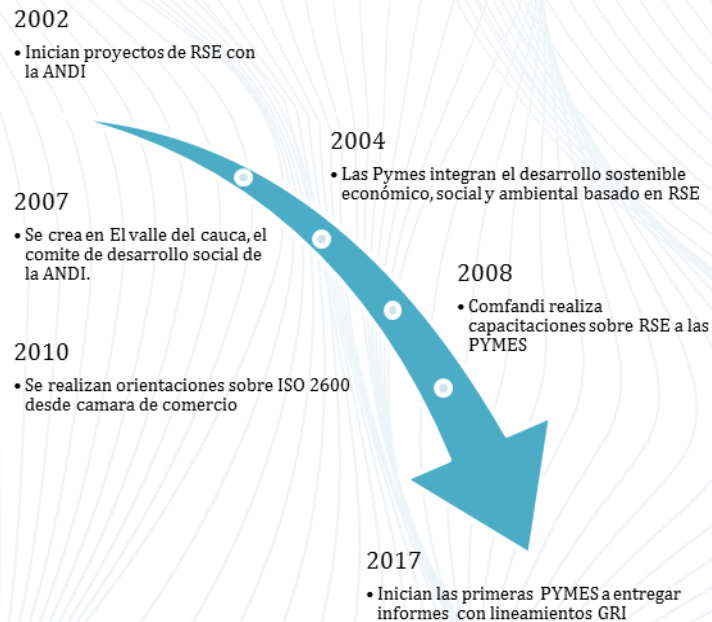 2002
• Inician proyectos de RSE con
la ANDI
2004
• Las Pymes integran el desarrollo sostenible
económico, social y ambiental basado en RSE
2007
• Se crea en El valle del cauca, el
comite de desarrollo social de
la ANDI.
2008
• Comfandi realiza
capacitaciones sobre RSE a las
PYMES
2010
• Se realizan orientaciones sobre ISO 2600
desde camara de comercio
2017
• Inician las primeras PYMES a entregar
informes con lineamientos GRI